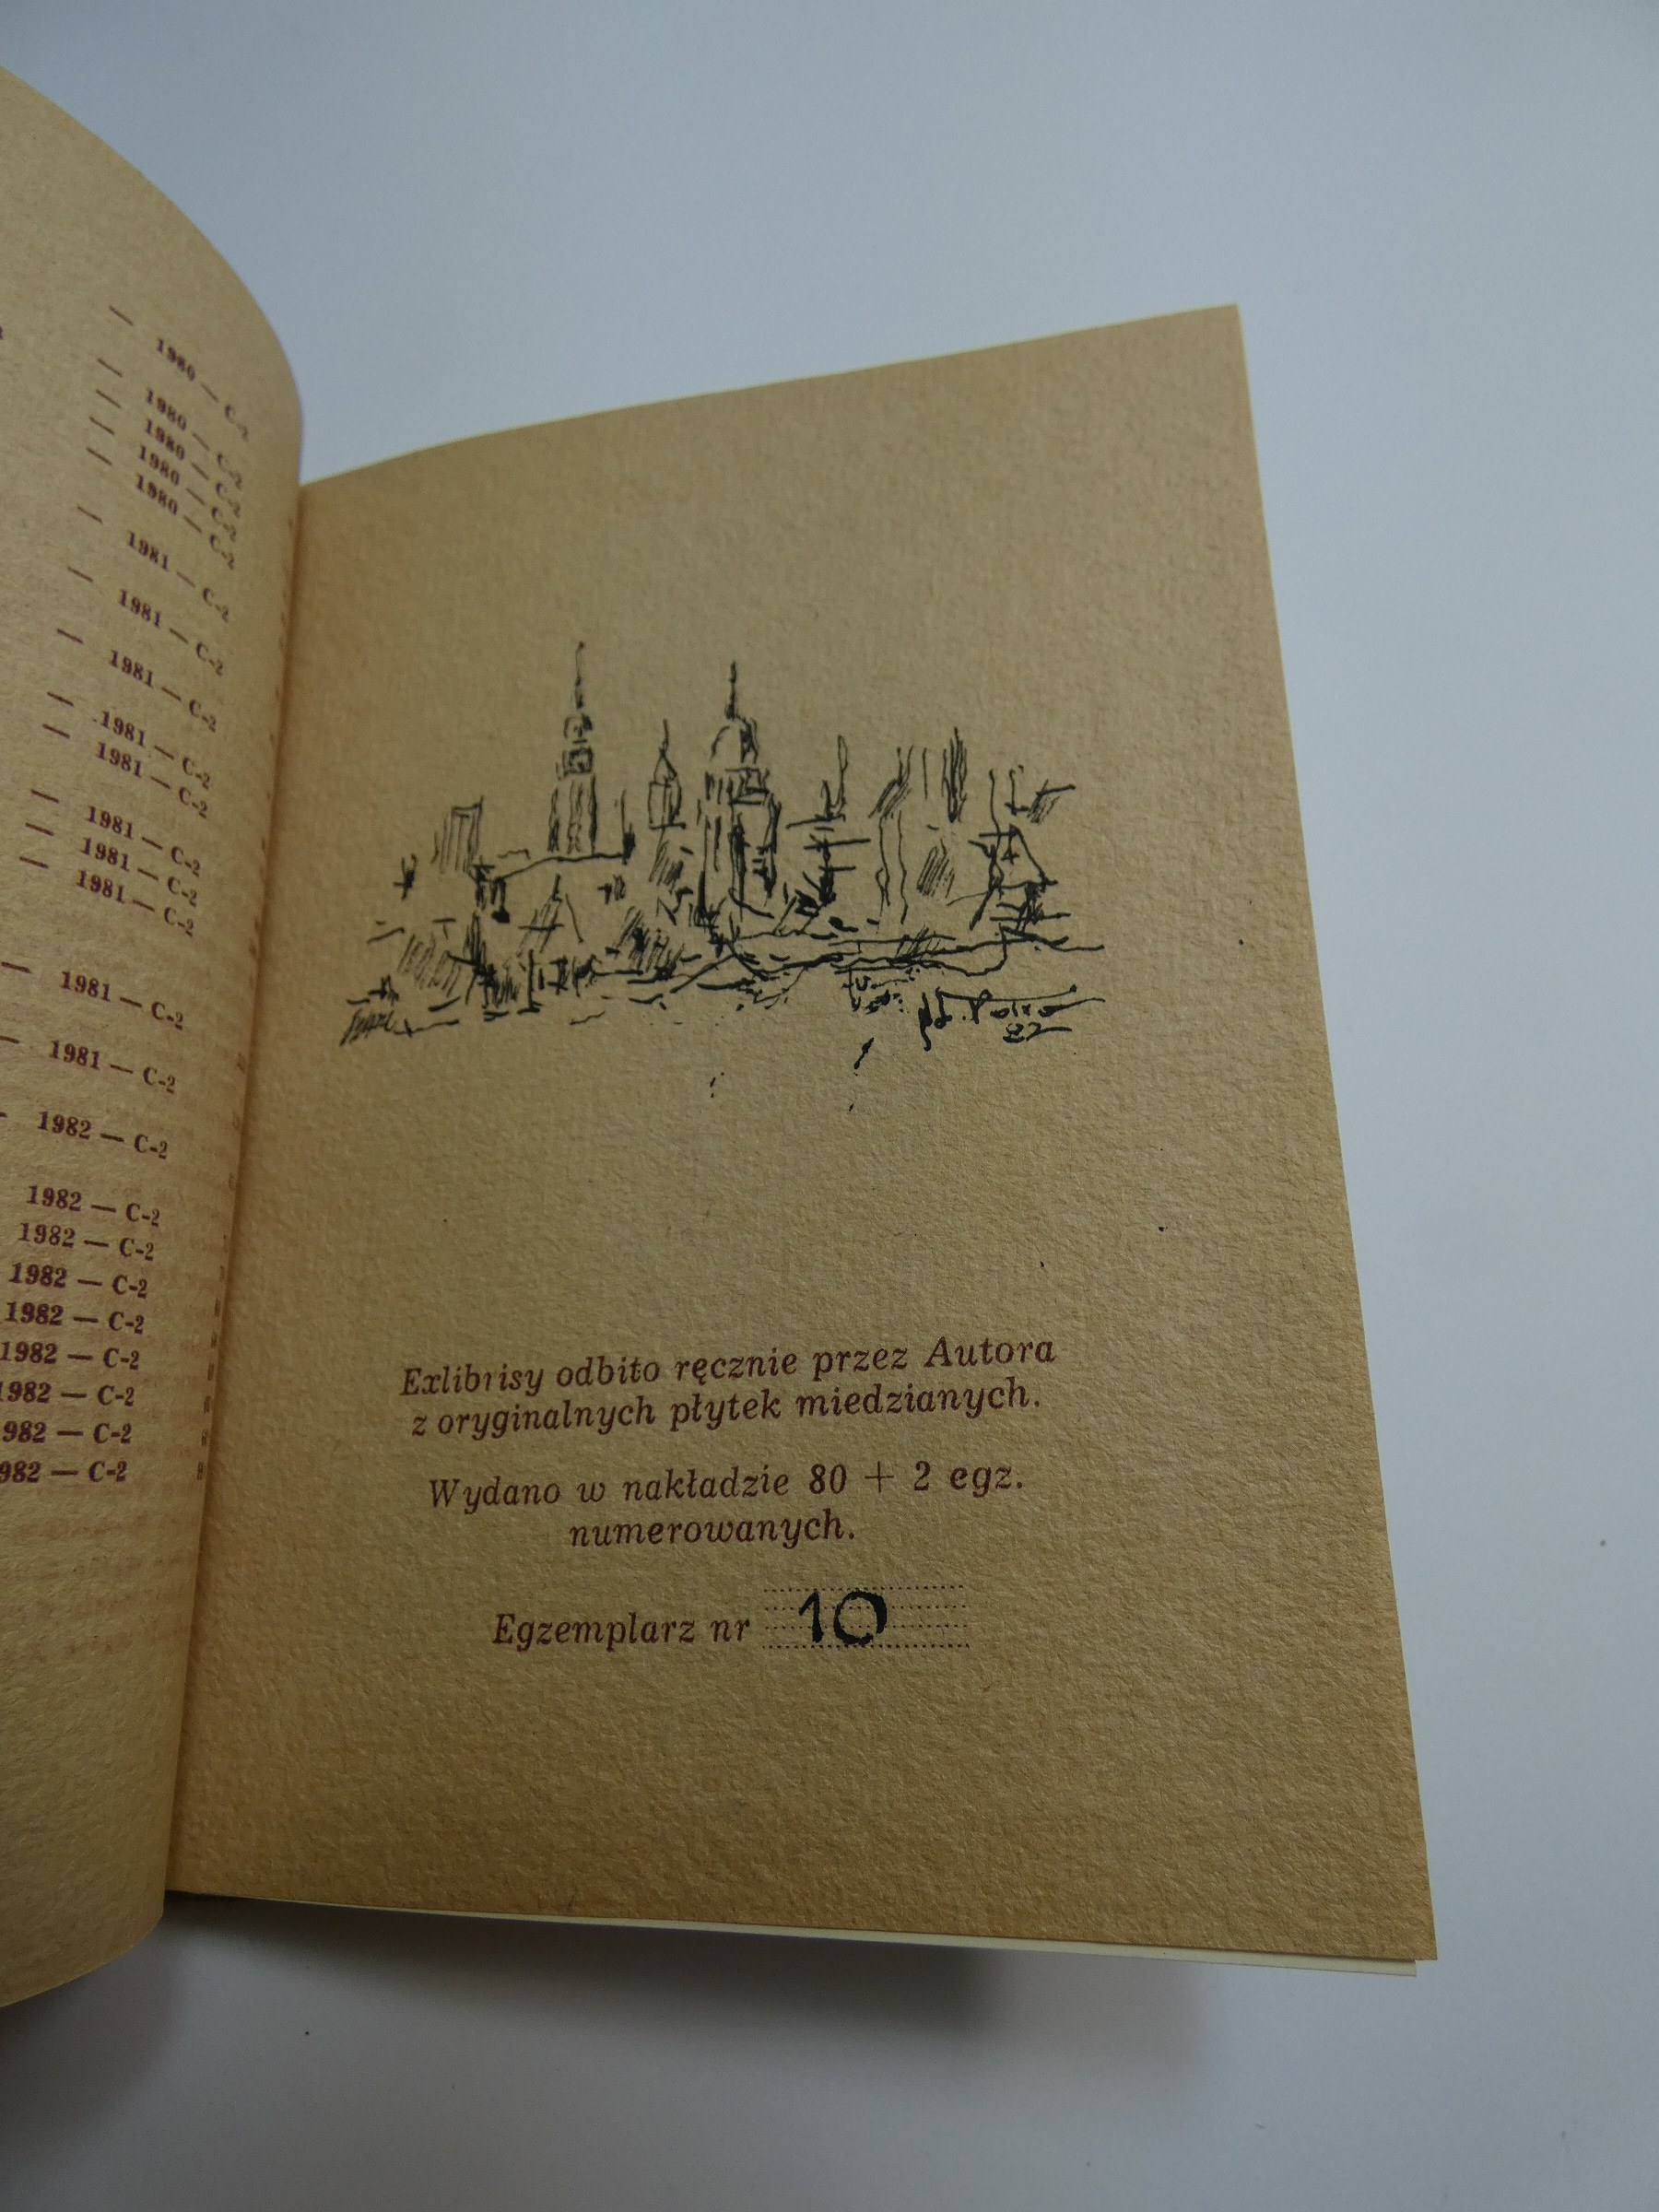 — 1980 — C-2
— 1980 — C-2
— 1980 — C-2
— 1980 — C-2
— 1980 — C-2
— 1981 — C-2
— 1981 — C-2
— 1981 — C-2
— 1981 — C-2
— 1981 — C-2
— 1981 — C-2
— 1981 — C-2
— 1981 — C-2
— 1981 — C-2
— 1981 — C-2
— 1982 — C-2
1982 — C-2
1982 — C-2
1982 — C-2
1982 — C-2
1982 — C-2
1982 — C-2
982 — C-2
982 — C-2
82
Exlibrisy odbito ręcznie przez Autora
z oryginalnych płytek miedzianych.
Wydano w nakładzie 80 + 2 egz.
numerowanych.
Egzemplarz nr 10